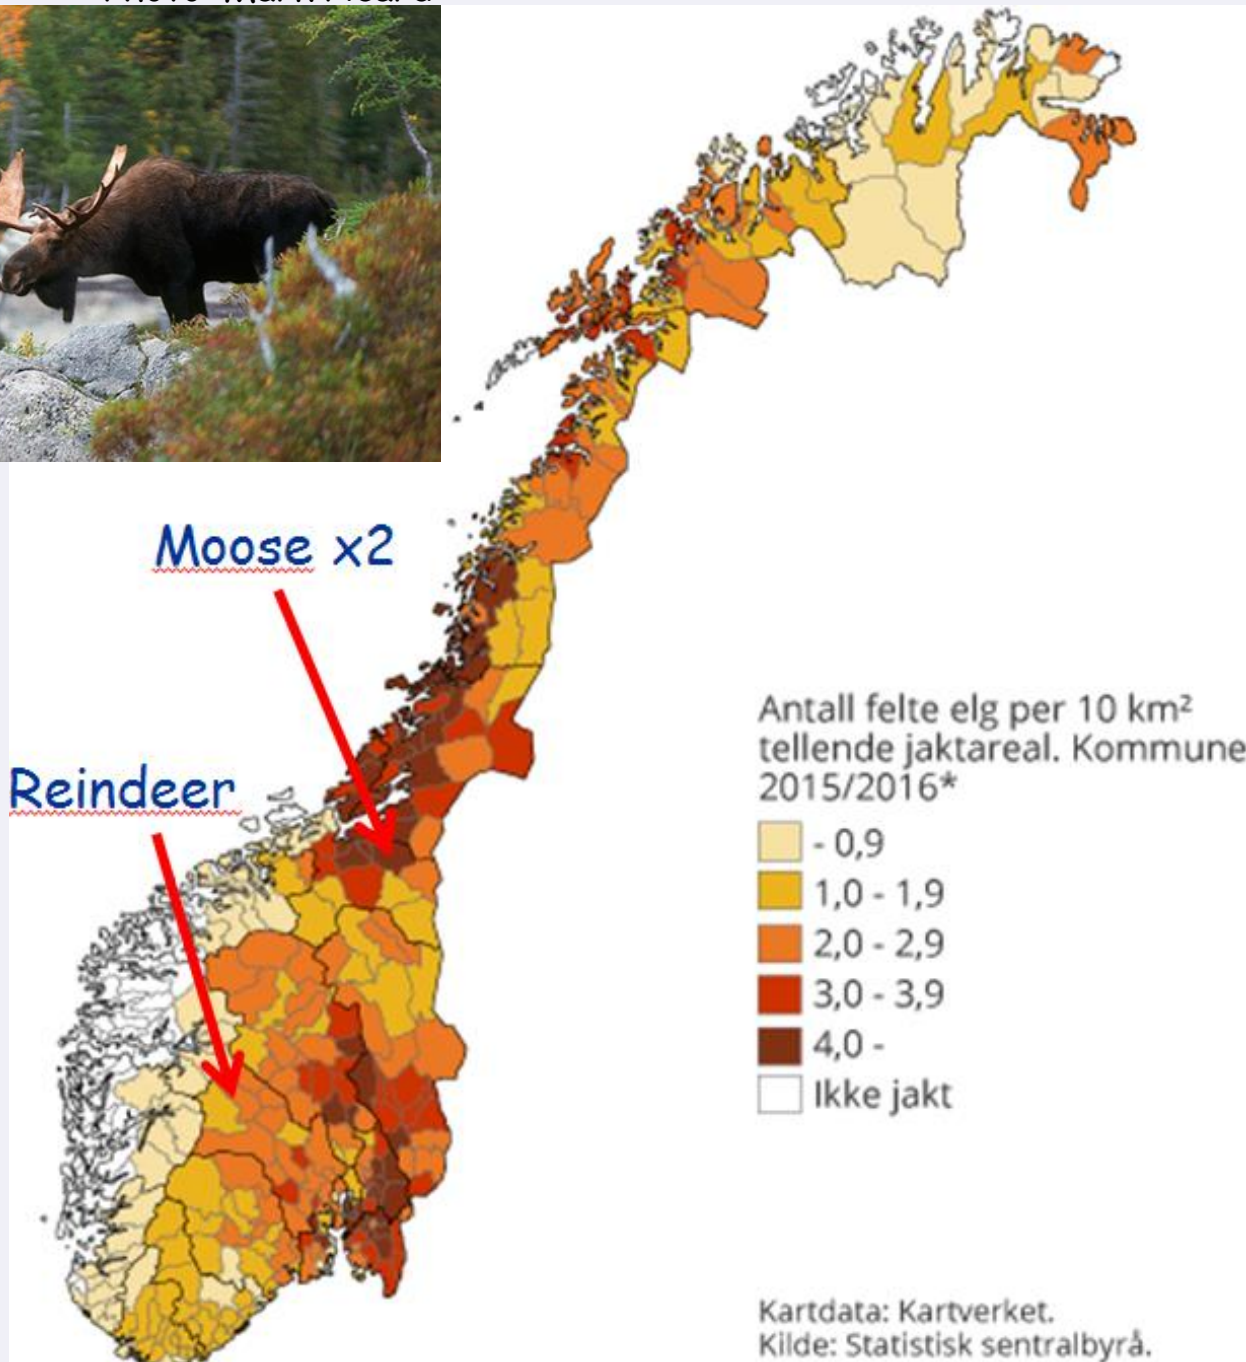 Moose x2
Reindeer
Antall felte elg per 10 km²
tellende jaktareal. Kommune
2015/2016*
- 0,9
1,0 - 1,9
2,0 - 2,9
3,0 - 3,9
4,0 -
Ikke jakt
Kartdata: Kartverket.
Kilde: Statistisk sentralbyrå.